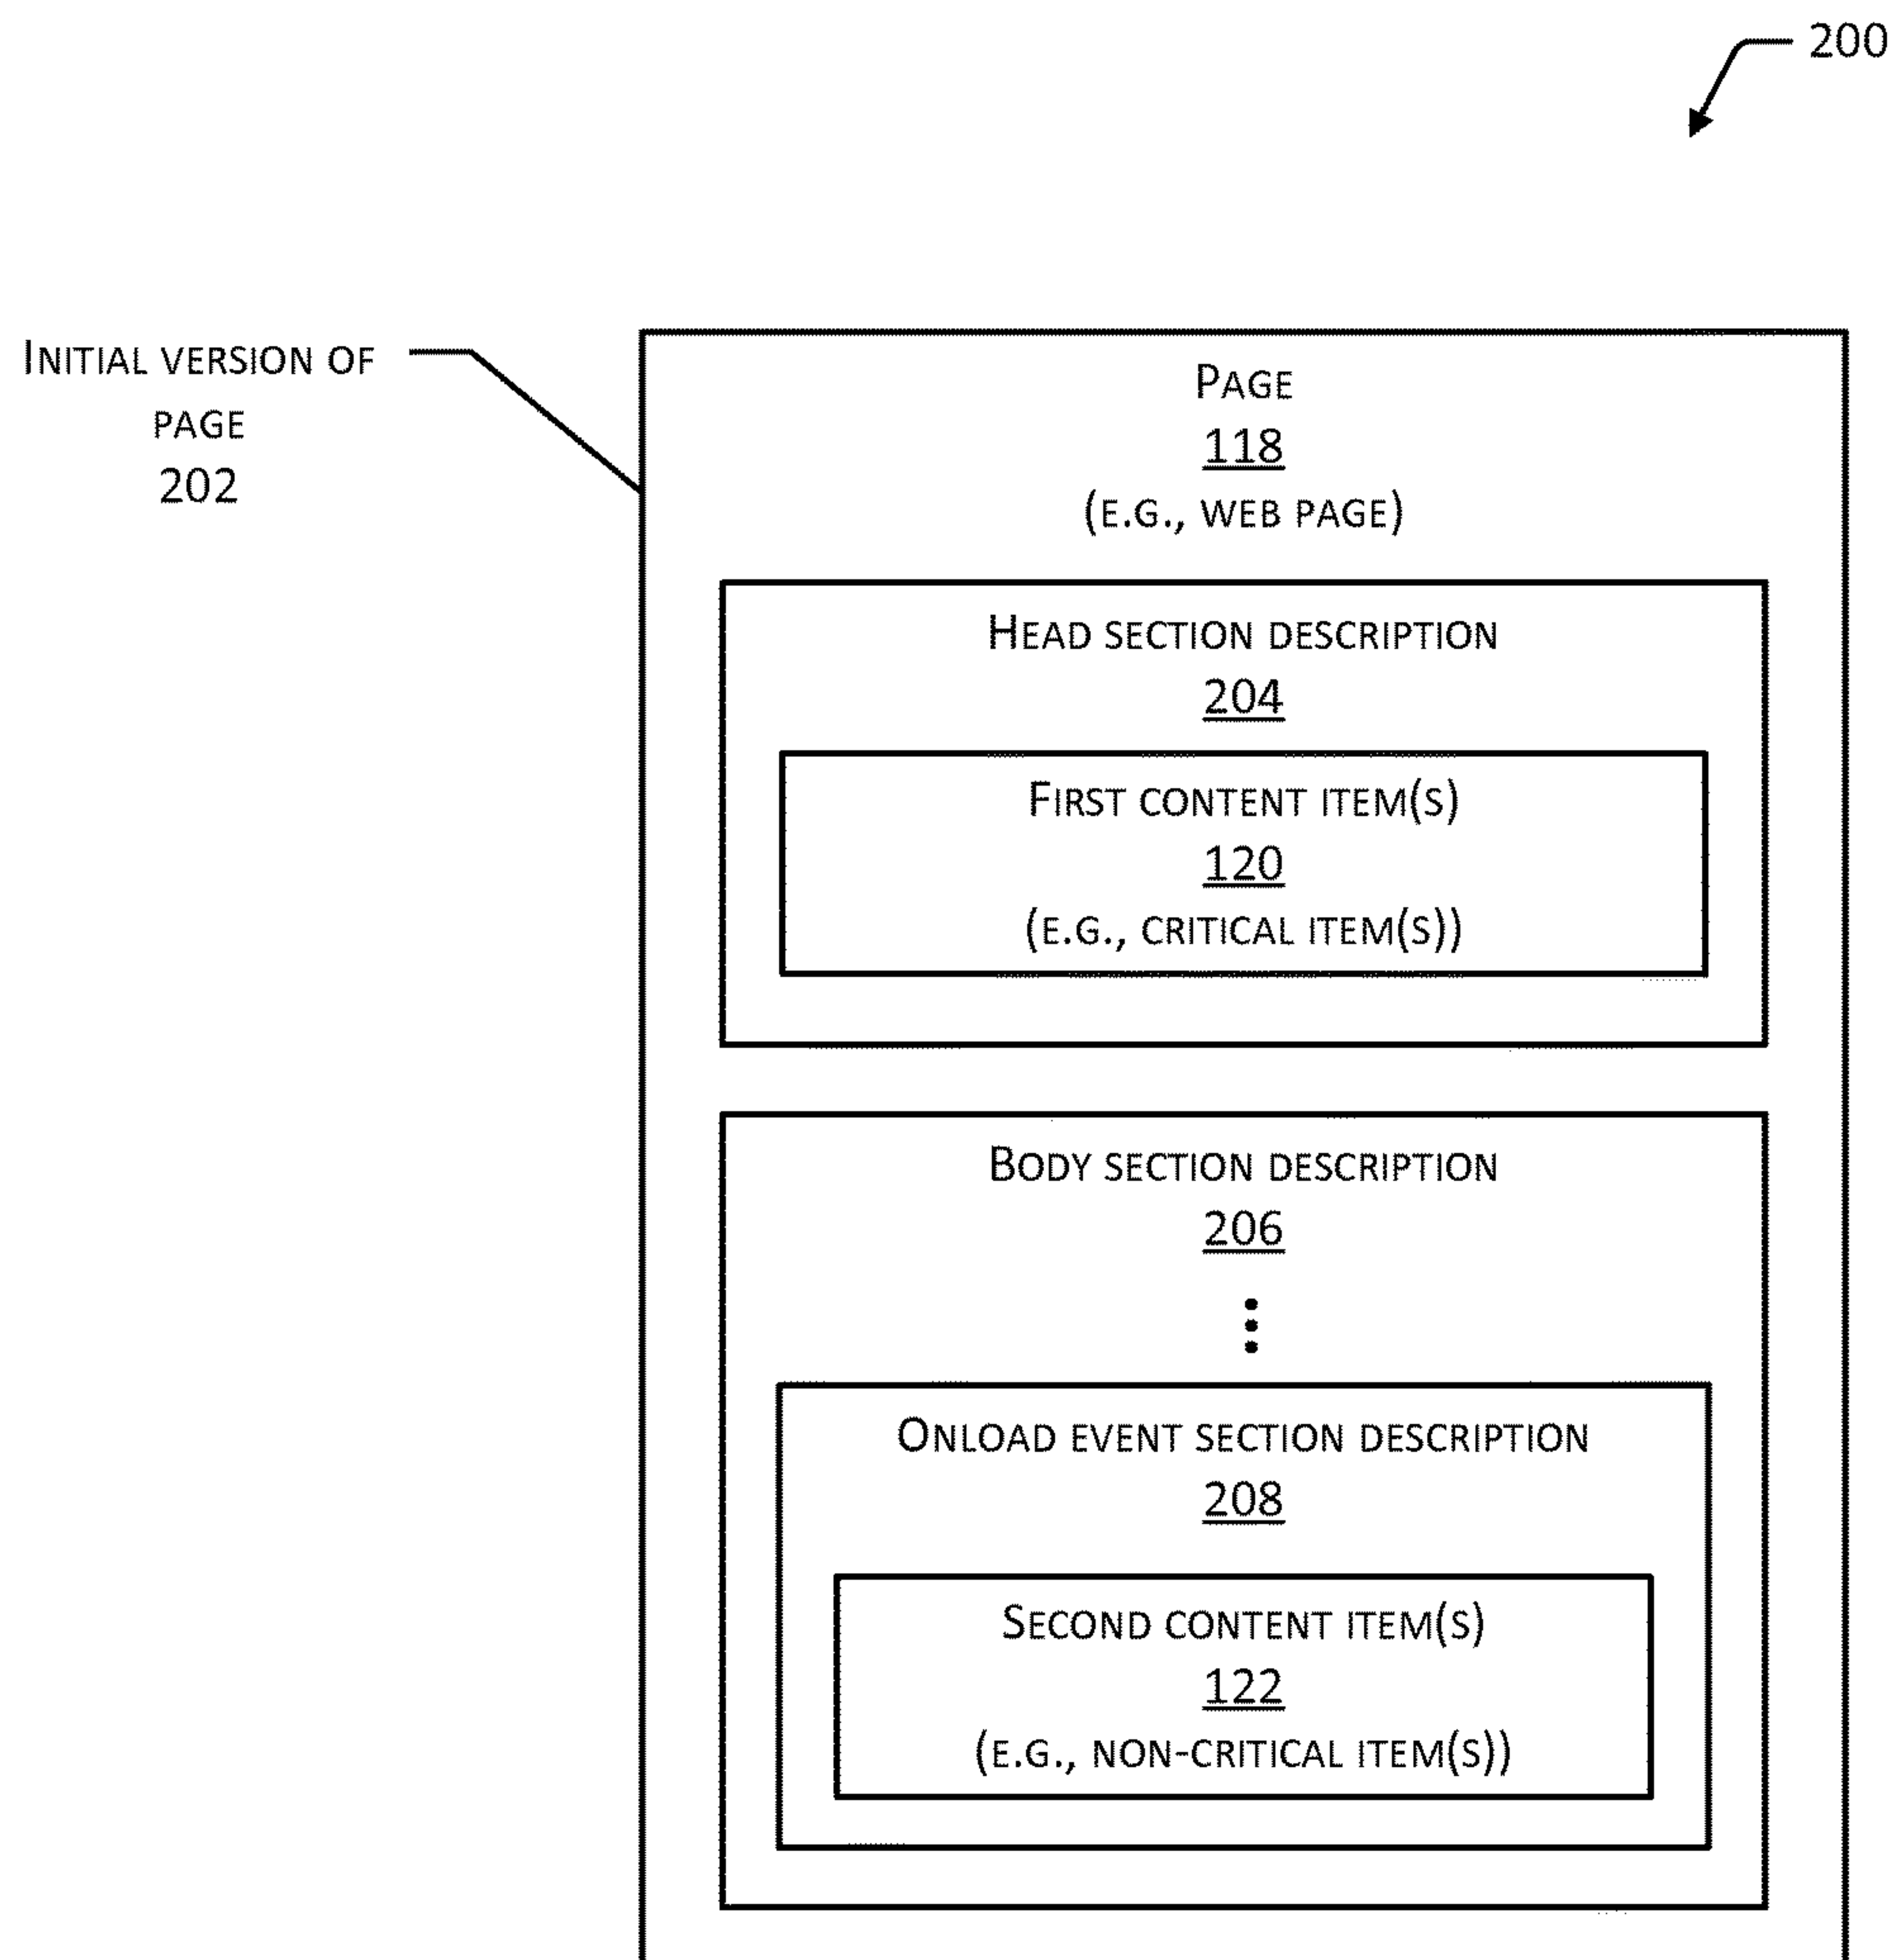 200
Initial version of
page
202
Page
118
(e.g., web page)
Head section description
204
First content item(s)
120
(e.g., critical item(s))
Body section description
206
Onload event section description
208
Second content item(s)
122
(e.g., non-critical item(s))